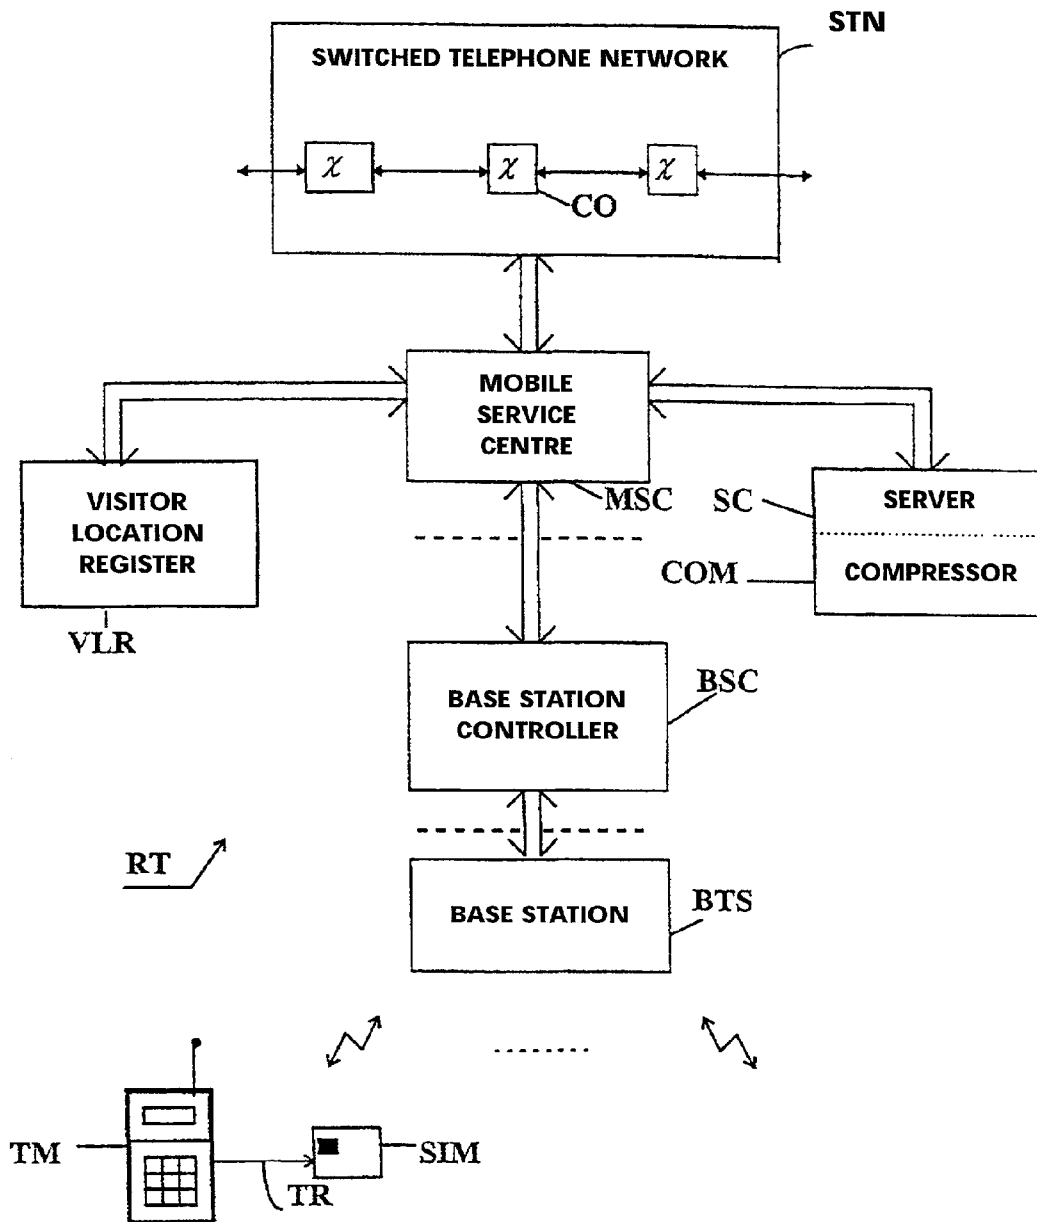 STN
SWITCHED TELEPHONE NETWORK
χ χ χ
CO
MOBILE
SERVICE
CENTRE
MSC
VISITOR
LOCATION
REGISTER
VLR
SC
SERVER
COM
COMPRESSOR
BASE STATION
CONTROLLER
BSC
RT
BASE STATION
BTS
TM
SIM
TR